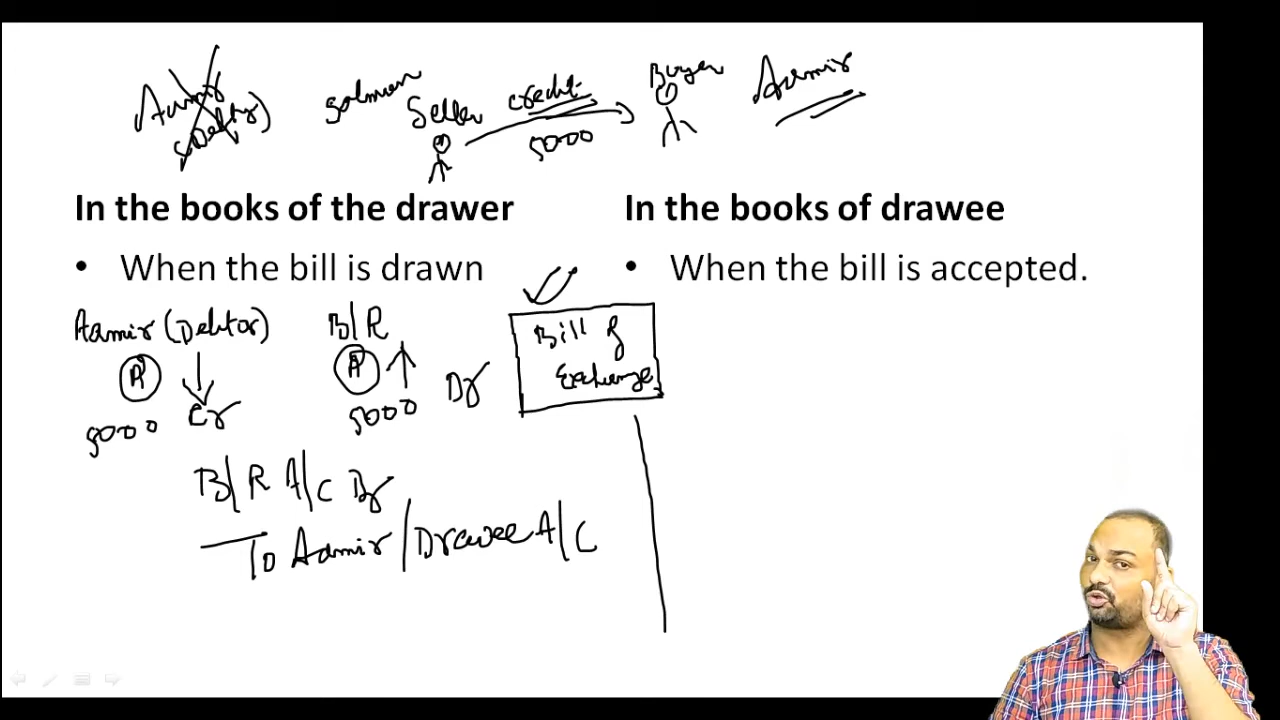 Aamir Salman Seller credit Buyer Aamir
(Debtor) 5000
In the books of the drawer
• When the bill is drawn
Aamir (Debtor) B/R
A A
5000 Cr 5000 Dr
Bill of
Exchange
B/R A/C Dr
To Aamir/Drawee A/C
In the books of drawee
• When the bill is accepted.